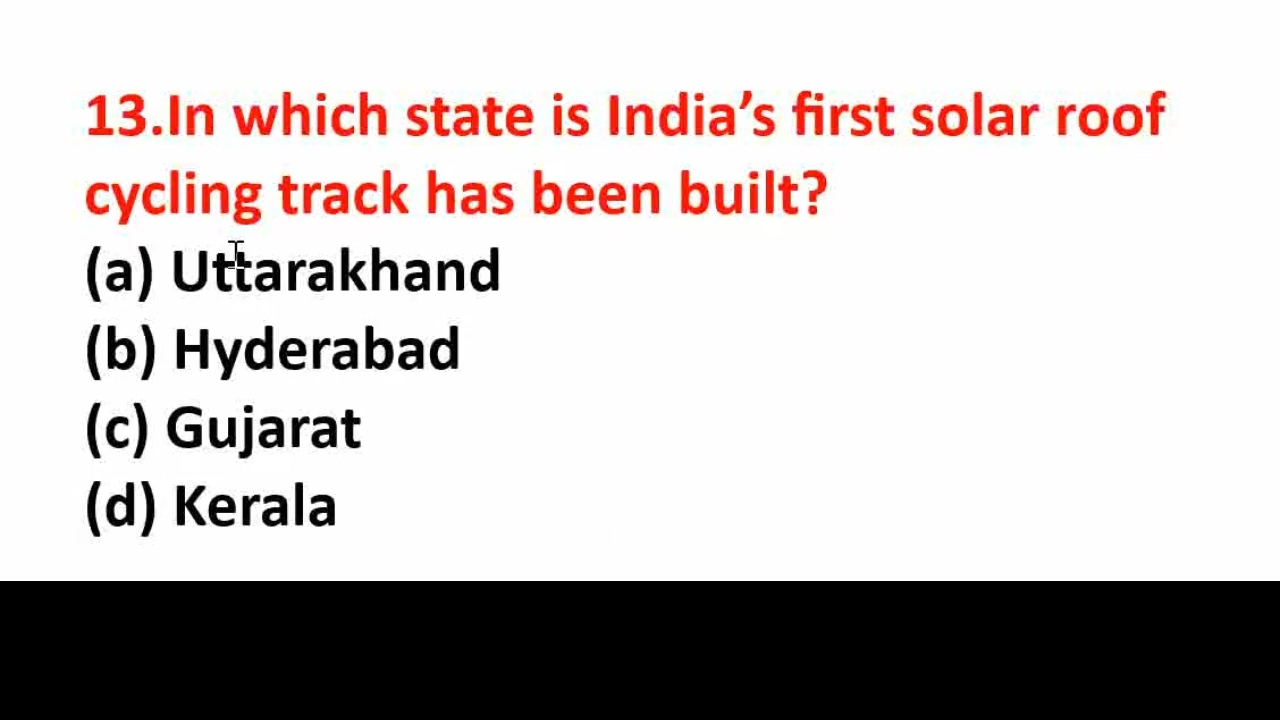 13.In which state is India’s first solar roof
cycling track has been built?
(a) Uttarakhand
(b) Hyderabad
(c) Gujarat
(d) Kerala